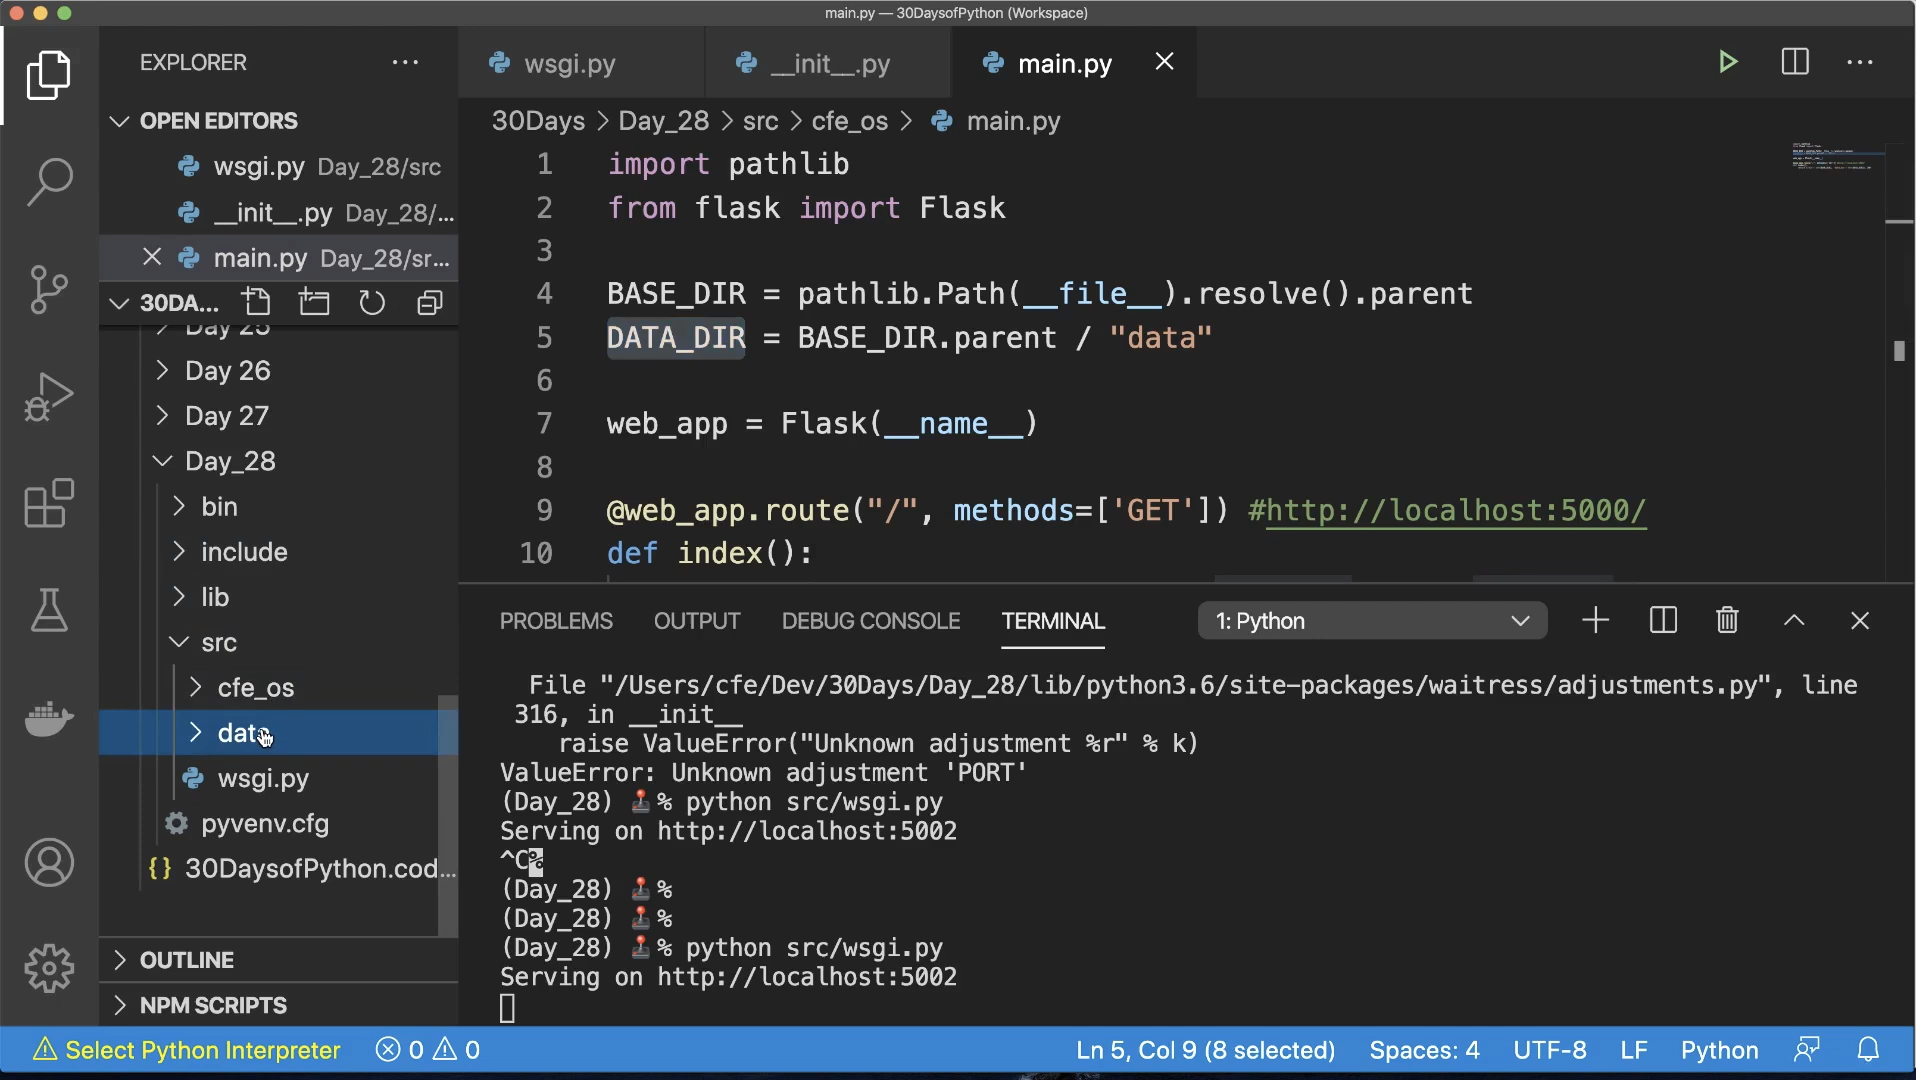 main.py — 30DaysofPython (Workspace)
EXPLORER
wsgi.py
__init__.py
main.py
OPEN EDITORS
wsgi.py Day_28/src
__init__.py Day_28/...
main.py Day_28/sr...
30DA...
Day 25
Day 26
Day 27
Day_28
bin
include
lib
src
cfe_os
data
wsgi.py
pyvenv.cfg
{} 30DaysofPython.cod...
OUTLINE
NPM SCRIPTS
30Days > Day_28 > src > cfe_os > main.py
1 import pathlib
2 from flask import Flask
3
4 BASE_DIR = pathlib.Path(__file__).resolve().parent
5 DATA_DIR = BASE_DIR.parent / "data"
6
7 web_app = Flask(__name__)
8
9 @web_app.route("/", methods=['GET']) #http://localhost:5000/
10 def index():
PROBLEMS OUTPUT DEBUG CONSOLE TERMINAL 1: Python
File "/Users/cfe/Dev/30Days/Day_28/lib/python3.6/site-packages/waitress/adjustments.py", line
316, in __init__
raise ValueError("Unknown adjustment %r" % k)
ValueError: Unknown adjustment 'PORT'
(Day_28) 🕹% python src/wsgi.py
Serving on http://localhost:5002
^C%
(Day_28) 🕹%
(Day_28) 🕹%
(Day_28) 🕹% python src/wsgi.py
Serving on http://localhost:5002
Select Python Interpreter 0 0 Ln 5, Col 9 (8 selected) Spaces: 4 UTF-8 LF Python